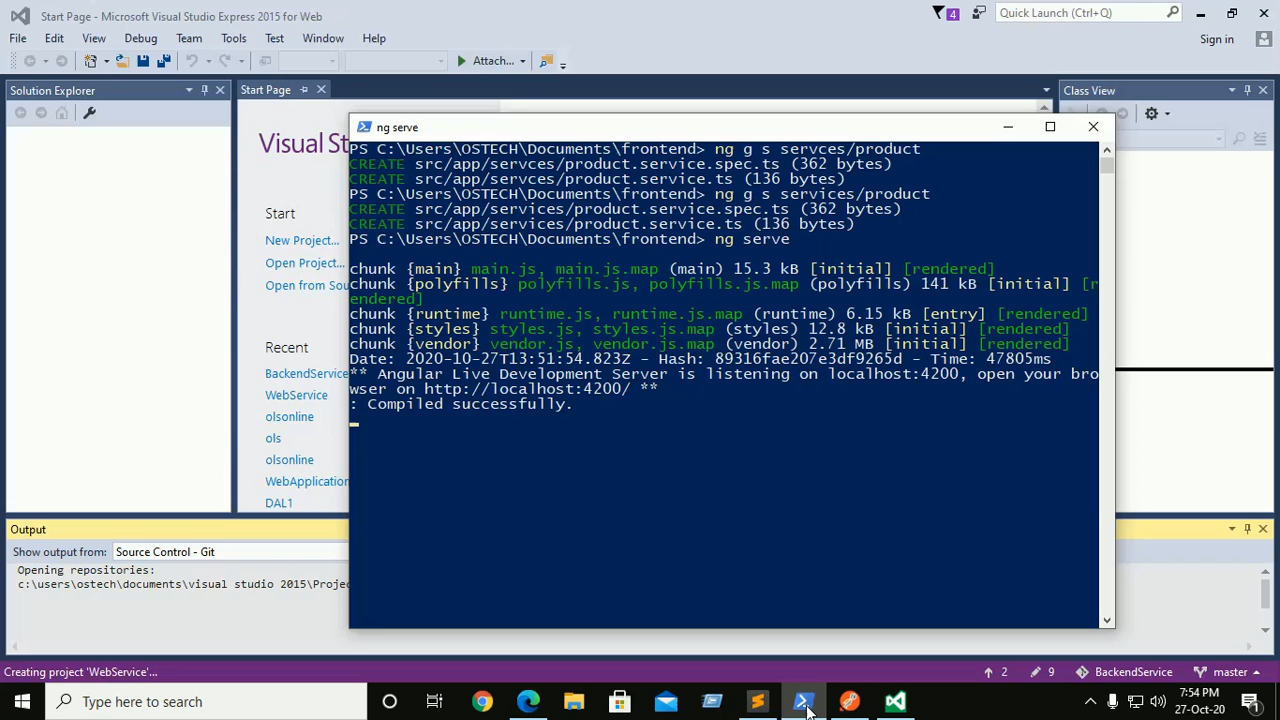 Start Page - Microsoft Visual Studio Express 2015 for Web
4
Quick Launch (Ctrl+Q)
File Edit View Debug Team Tools Test Window Help
Sign in
Attach...
Solution Explorer
Start Page
Class View
Visual St
Start
New Project...
Open Project...
Open from Sou
Recent
WebService
olsonline
ols
olsonline
WebApplication
DAL1
ng serve
PS C:\Users\OSTECH\Documents\frontend> ng g s servces/product
CREATE src/app/servces/product.service.spec.ts (362 bytes)
CREATE src/app/servces/product.service.ts (136 bytes)
PS C:\Users\OSTECH\Documents\frontend> ng g s services/product
CREATE src/app/services/product.service.spec.ts (362 bytes)
CREATE src/app/services/product.service.ts (136 bytes)
PS C:\Users\OSTECH\Documents\frontend> ng serve
chunk {main} main.js, main.js.map (main) 15.3 kB [initial] [rendered]
chunk {polyfills} polyfills.js, polyfills.js.map (polyfills) 141 kB [initial] [r
endered]
chunk {runtime} runtime.js, runtime.js.map (runtime) 6.15 kB [entry] [rendered]
chunk {styles} styles.js, styles.js.map (styles) 12.8 kB [initial] [rendered]
chunk {vendor} vendor.js, vendor.js.map (vendor) 2.71 MB [initial] [rendered]
Date: 2020-10-27T13:51:54.823Z - Hash: 89316fae207e3df9265d - Time: 47805ms
** Angular Live Development Server is listening on localhost:4200, open your bro
wser on http://localhost:4200/ **
: Compiled successfully.
Output
Show output from: Source Control - Git
Opening repositories:
c:\users\ostech\documents\visual studio 2015\Proje
Creating project 'WebService'...
2
9
BackendService
master
Type here to search
7:54 PM
27-Oct-20
1